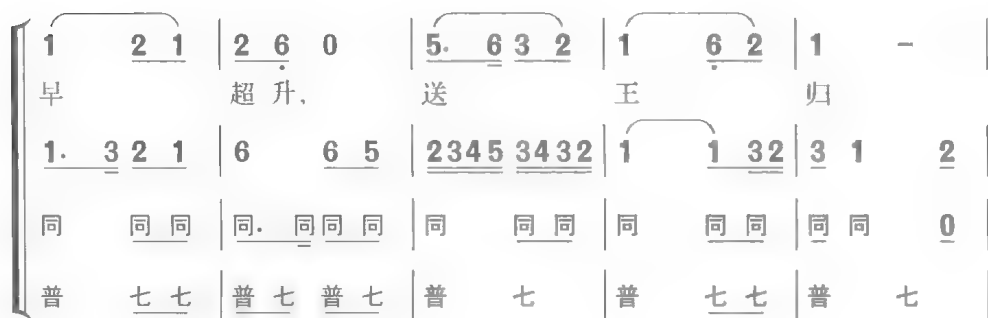 1 2 1 | 2 6 0 | 5. 6 3 2 | 1 6 2 | 1 - |
早 超 升, 送 王 归
1. 3 2 1 | 6 6 5 | 2345 3432 | 1 1 32 | 3 1 2 |
同 同 同 | 同. 同 同 同 | 同 同 同 | 同 同 同 | 同 同 0 |
普 七 七 | 普 七 普 七 | 普 七 | 普 七 七 | 普 七 |